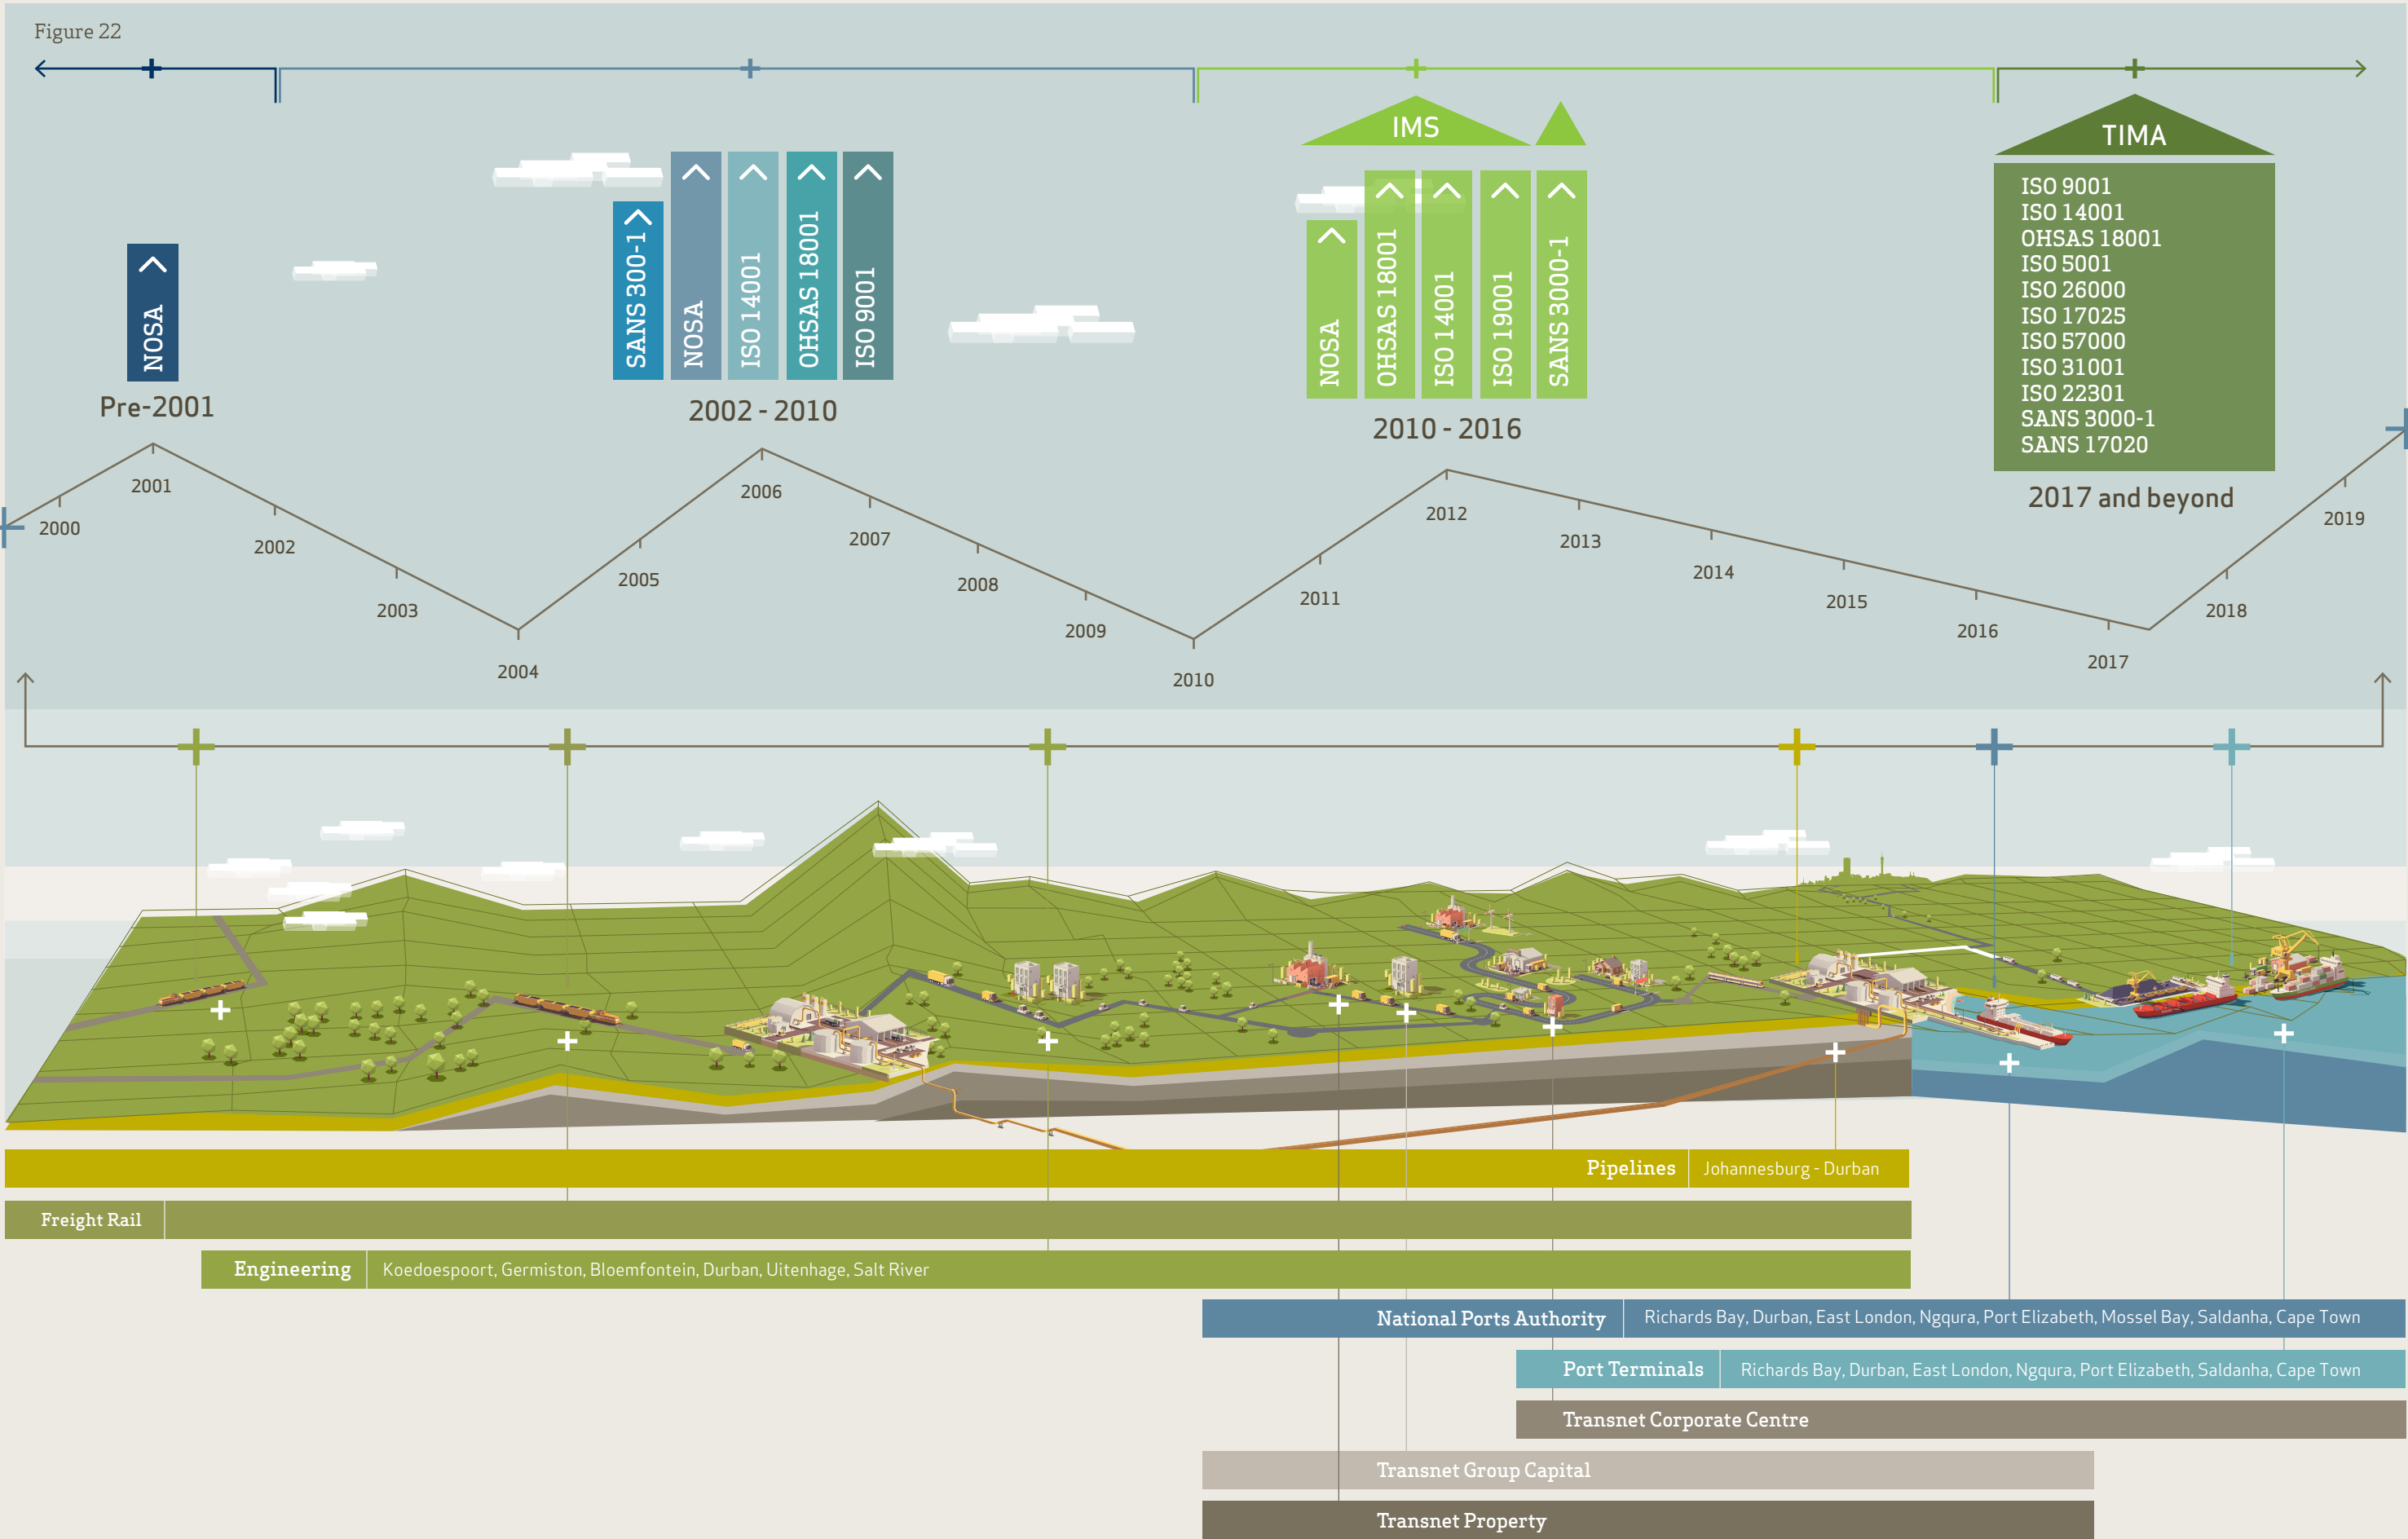 Figure 22
IMS
TIMA
NOSA
Pre-2001
SANS 300-1
NOSA
ISO 14001
OHSAS 18001
ISO 9001
2002 - 2010
NOSA
OHSAS 18001
ISO 14001
ISO 19001
SANS 3000-1
2010 - 2016
ISO 9001
ISO 14001
OHSAS 18001
ISO 5001
ISO 26000
ISO 17025
ISO 57000
ISO 31001
ISO 22301
SANS 3000-1
SANS 17020
2017 and beyond
2000
2001
2002
2003
2004
2005
2006
2007
2008
2009
2010
2011
2012
2013
2014
2015
2016
2017
2018
2019
Pipelines Johannesburg - Durban
Freight Rail
Engineering Koedoespoort, Germiston, Bloemfontein, Durban, Uitenhage, Salt River
National Ports Authority Richards Bay, Durban, East London, Ngqura, Port Elizabeth, Mossel Bay, Saldanha, Cape Town
Port Terminals Richards Bay, Durban, East London, Ngqura, Port Elizabeth, Saldanha, Cape Town
Transnet Corporate Centre
Transnet Group Capital
Transnet Property